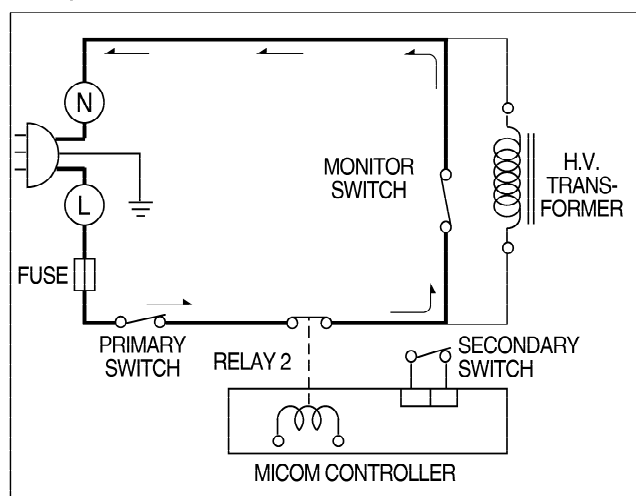 N
MONITOR
SWITCH
H.V.
TRANS-
FORMER
L
FUSE
PRIMARY
SWITCH
RELAY 2
SECONDARY
SWITCH
MICOM CONTROLLER